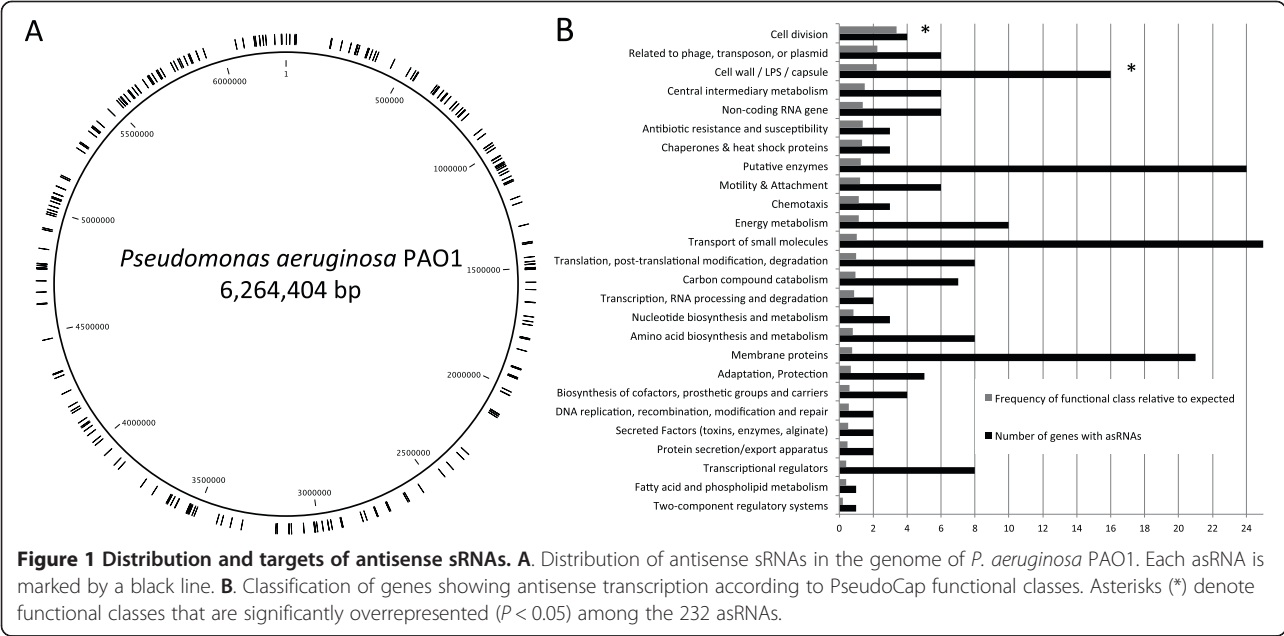 A
1
500000
1000000
1500000
2000000
2500000
3000000
3500000
4000000
4500000
5000000
5500000
6000000
Pseudomonas aeruginosa PAO1
6,264,404 bp
B
Cell division
*
Related to phage, transposon, or plasmid
Cell wall / LPS / capsule
*
Central intermediary metabolism
Non-coding RNA gene
Antibiotic resistance and susceptibility
Chaperones & heat shock proteins
Putative enzymes
Motility & Attachment
Chemotaxis
Energy metabolism
Transport of small molecules
Translation, post-translational modification, degradation
Carbon compound catabolism
Transcription, RNA processing and degradation
Nucleotide biosynthesis and metabolism
Amino acid biosynthesis and metabolism
Membrane proteins
Adaptation, Protection
Biosynthesis of cofactors, prosthetic groups and carriers
DNA replication, recombination, modification and repair
Secreted Factors (toxins, enzymes, alginate)
Protein secretion/export apparatus
Transcriptional regulators
Fatty acid and phospholipid metabolism
Two-component regulatory systems
Frequency of functional class relative to expected
Number of genes with asRNAs
0 2 4 6 8 10 12 14 16 18 20 22 24
Figure 1 Distribution and targets of antisense sRNAs. A. Distribution of antisense sRNAs in the genome of P. aeruginosa PAO1. Each asRNA is
marked by a black line. B. Classification of genes showing antisense transcription according to PseudoCap functional classes. Asterisks (*) denote
functional classes that are significantly overrepresented (P < 0.05) among the 232 asRNAs.